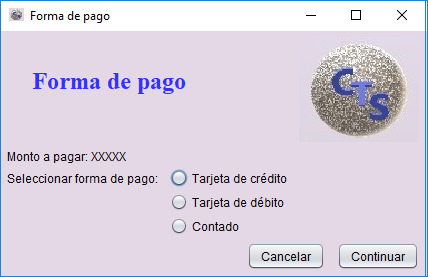 Forma de pago
Forma de pago
CTS
Monto a pagar: XXXXX
Seleccionar forma de pago:
Tarjeta de crédito
Tarjeta de débito
Contado
Cancelar
Continuar